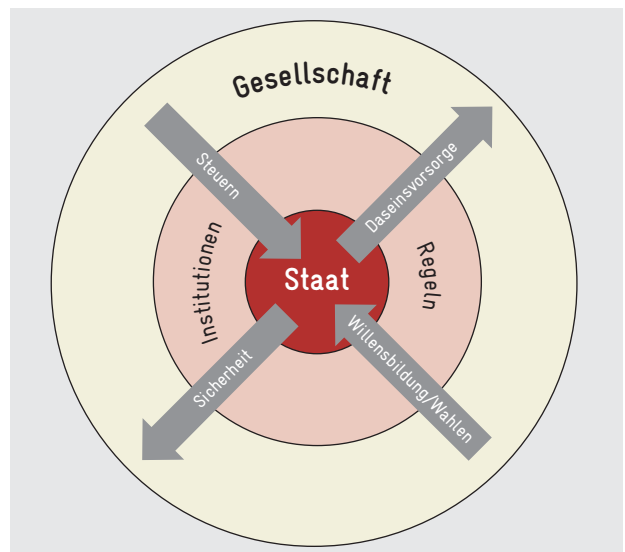 Gesellschaft
Steuern
Daseinsvorsorge
Institutionen
Staat
Regeln
Sicherheit
Willensbildung/Wahlen